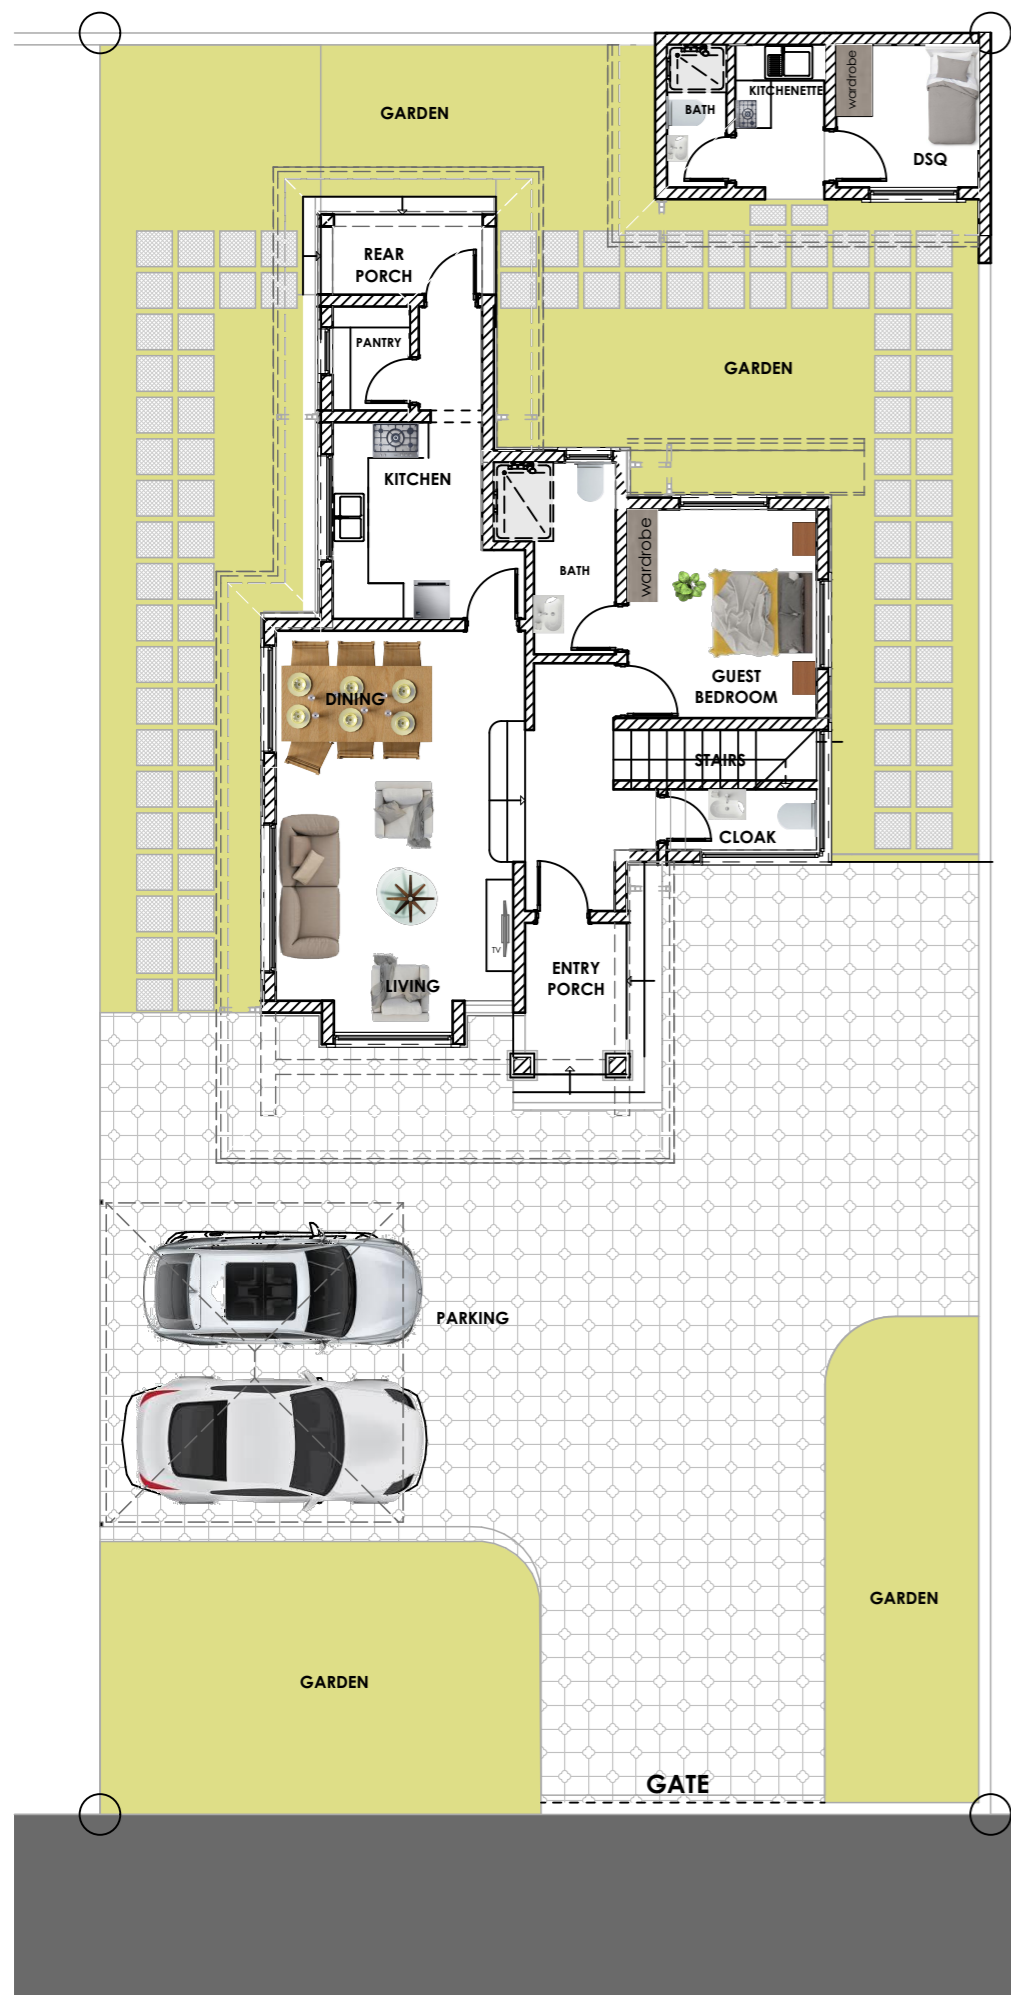 GARDEN
BATH
KITCHENETTE
wardrobe
DSQ
REAR
PORCH
PANTRY
GARDEN
KITCHEN
BATH
wardrobe
GUEST
BEDROOM
DINING
STAIRS
CLOAK
TV
LIVING
ENTRY
PORCH
PARKING
GARDEN
GARDEN
GATE